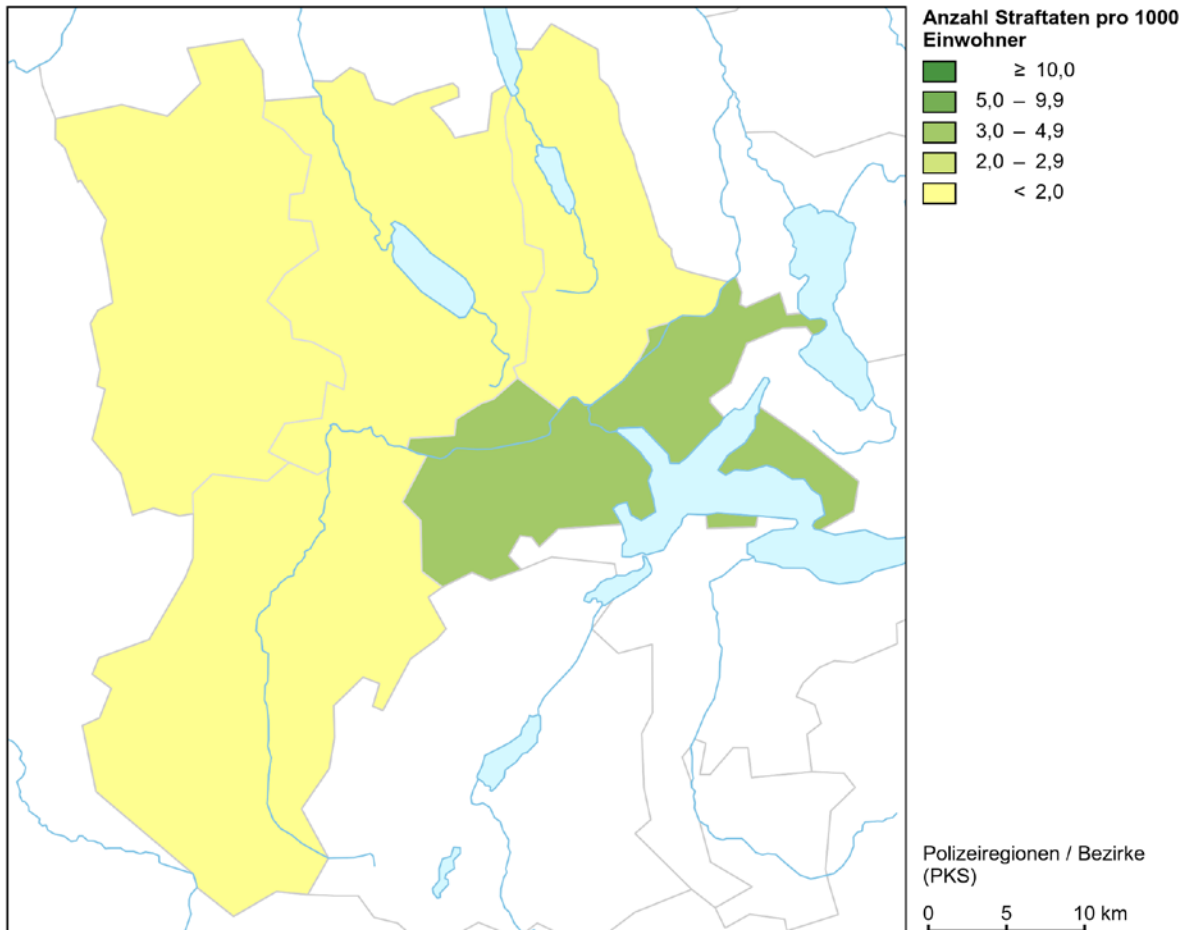 Anzahl Straftaten pro 1000
Einwohner
≥ 10,0
5,0 – 9,9
3,0 – 4,9
2,0 – 2,9
< 2,0
Polizeiregionen / Bezirke
(PKS)
0 5 10 km